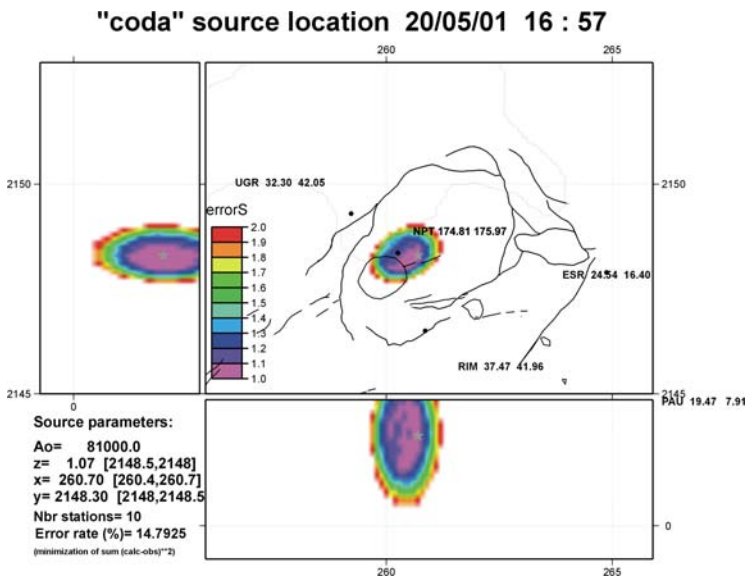 "coda" source location 20/05/01 16 : 57
260 265
UGR 32.30 42.05
2150 2150
errorS
2.0
1.9
1.8
1.7
1.6
1.5
1.4
1.3
1.2
1.1
1.0
NPT 174.81 175.97
ESR 24.54 16.40
RIM 37.47 41.96
2145 2145
0
PAU 19.47 7.91
Source parameters:
Ao= 81000.0
z= 1.07 [2148.5,2148]
x= 260.70 [260.4,260.7]
y= 2148.30 [2148,2148.5
Nbr stations= 10
Error rate (%)= 14.7925
(minimization of sum (calc-obs)**2)
0
260 265